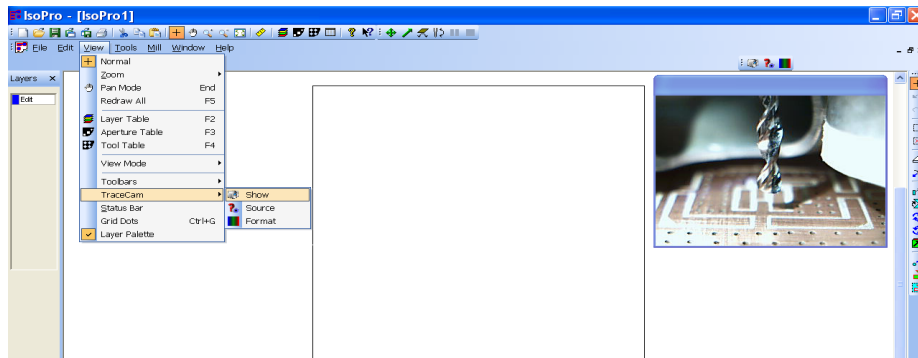 IsoPro - [IsoPro1]
File Edit View Tools Mill Window Help
Layers
Edit
Normal
Zoom
Pan Mode End
Redraw All F5
Layer Table F2
Aperture Table F3
Tool Table F4
View Mode
Toolbars
TraceCam
Status Bar
Grid Dots Ctrl+G
Layer Palette
Show
Source
Format